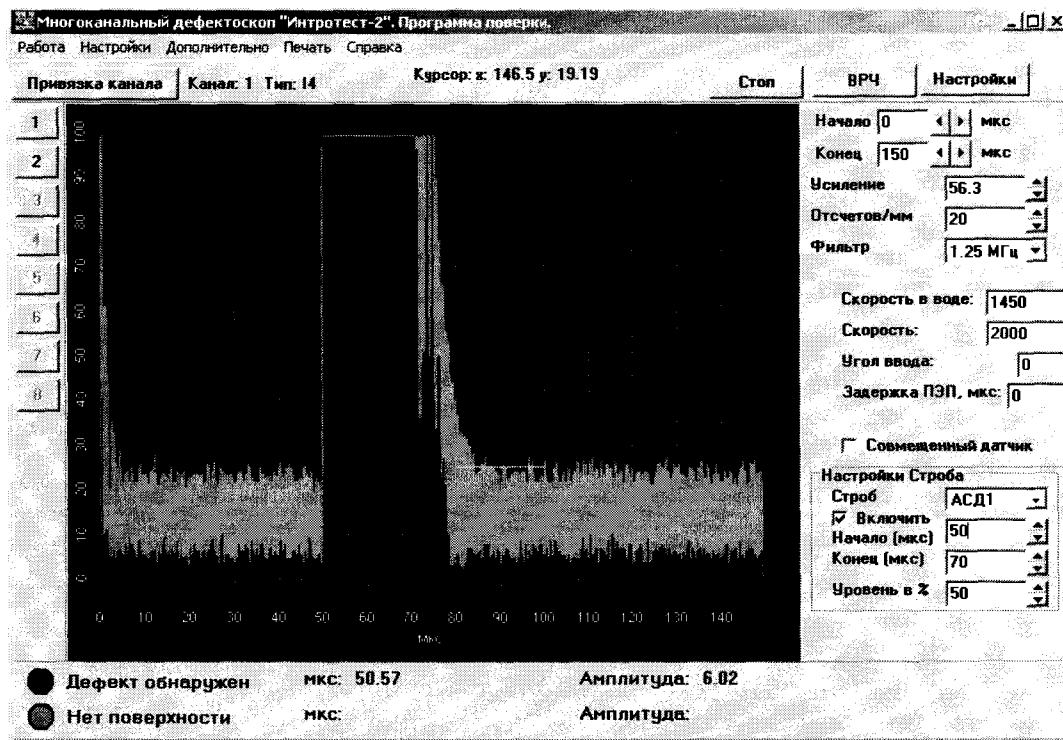 Многоканальный дефектоскоп "Интротест-2". Программа поверки.
Работа Настройки Дополнительно Печать Справка
Привязка канала Канал: 1 Тип: I4 Курсор: x: 146.5 y: 19.19 Стоп ВРЧ Настройки
1
2
3
4
5
6
7
8
100
90
80
70
60
50
40
30
20
10
0
0 10 20 30 40 50 60 70 80 90 100 110 120 130 140
Мкс
Начало 0 мкс
Конец 150 мкс
Усиление 56.3
Отсчетов/мм 20
Фильтр 1.25 МГц
Скорость в воде: 1450
Скорость: 2000
Угол ввода: 0
Задержка ПЭП, мкс: 0
Совмещенный датчик
Настройки Строба
Строб АСД1
Включить
Начало (мкс) 50
Конец (мкс) 70
Уровень в % 50
Дефект обнаружен мкс: 50.57 Амплитуда: 6.02
Нет поверхности мкс: Амплитуда: